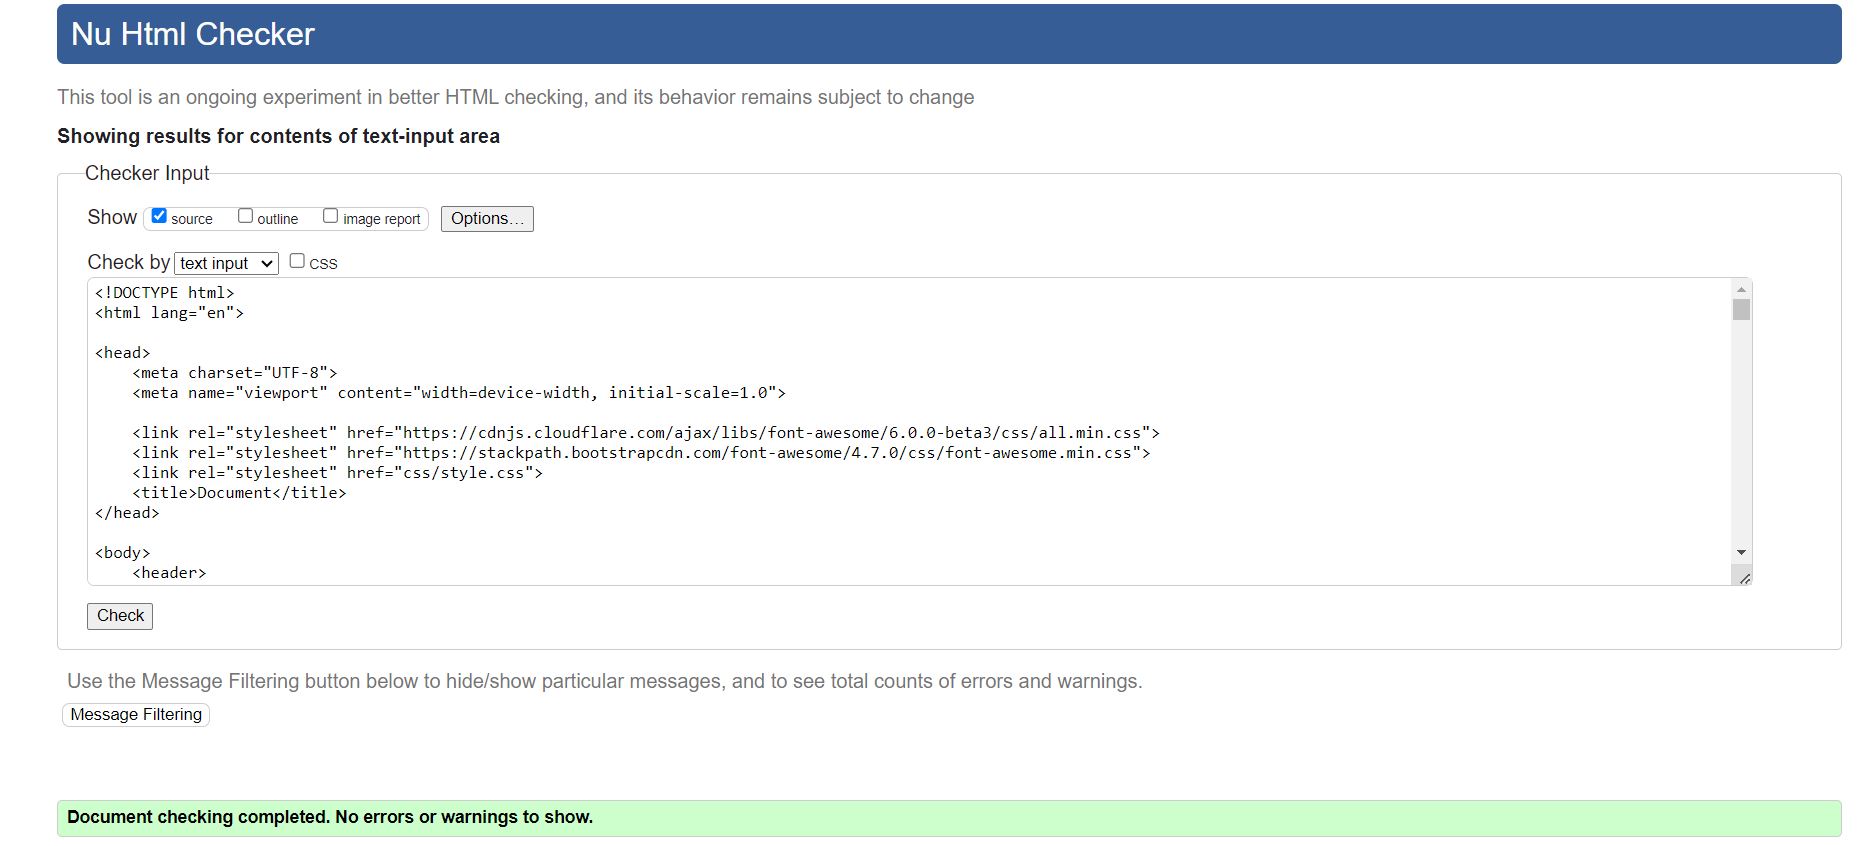 Nu Html Checker
This tool is an ongoing experiment in better HTML checking, and its behavior remains subject to change
Showing results for contents of text-input area
Checker Input
Show source outline image report Options...
Check by text input CSS
<!DOCTYPE html>
<html lang="en">
<head>
    <meta charset="UTF-8">
    <meta name="viewport" content="width=device-width, initial-scale=1.0">
    <link rel="stylesheet" href="https://cdnjs.cloudflare.com/ajax/libs/font-awesome/6.0.0-beta3/css/all.min.css">
    <link rel="stylesheet" href="https://stackpath.bootstrapcdn.com/font-awesome/4.7.0/css/font-awesome.min.css">
    <link rel="stylesheet" href="css/style.css">
    <title>Document</title>
</head>
<body>
    <header>
Check
Use the Message Filtering button below to hide/show particular messages, and to see total counts of errors and warnings.
Message Filtering
Document checking completed. No errors or warnings to show.